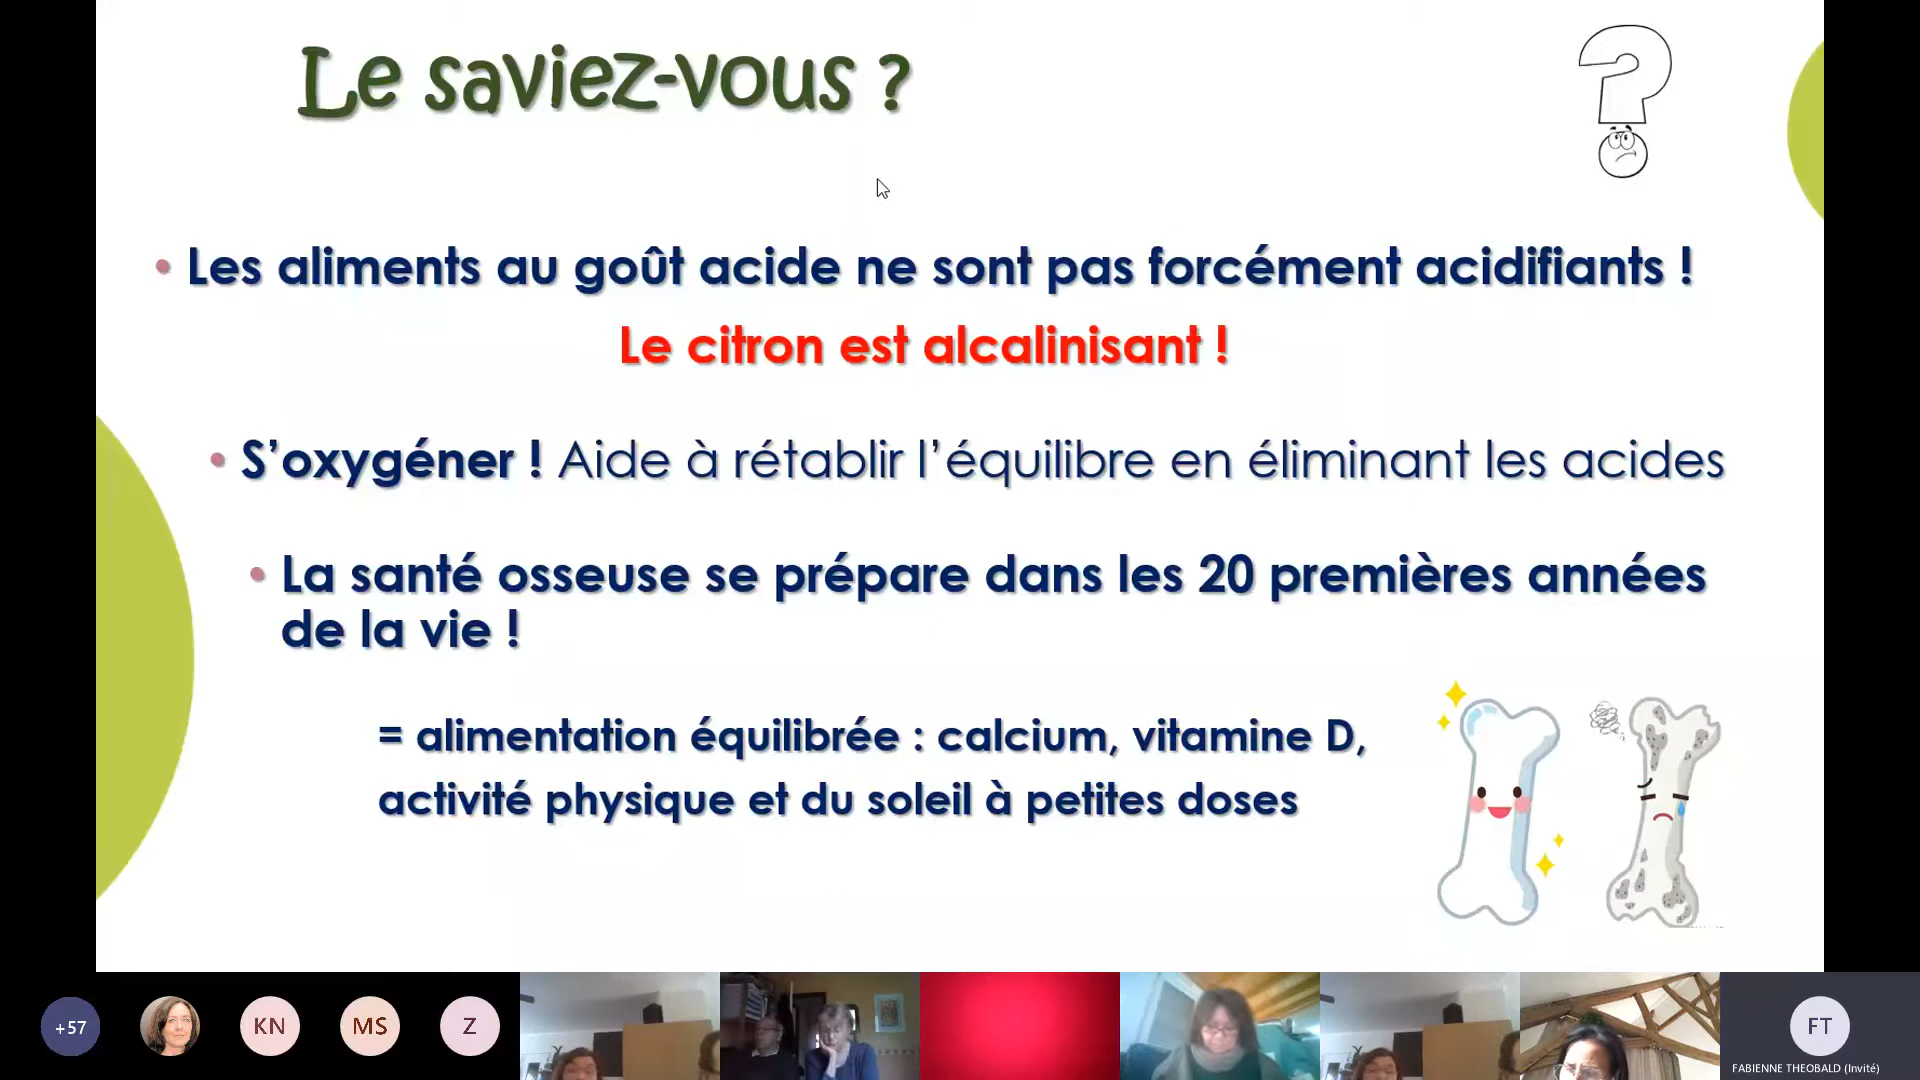 Le saviez-vous ?
• Les aliments au goût acide ne sont pas forcément acidifiants !
Le citron est alcalinisant !
• S’oxygéner ! Aide à rétablir l’équilibre en éliminant les acides
• La santé osseuse se prépare dans les 20 premières années
de la vie !
= alimentation équilibrée : calcium, vitamine D,
activité physique et du soleil à petites doses
+57
KN
MS
Z
FT
FABIENNE THEOBALD (Invité)